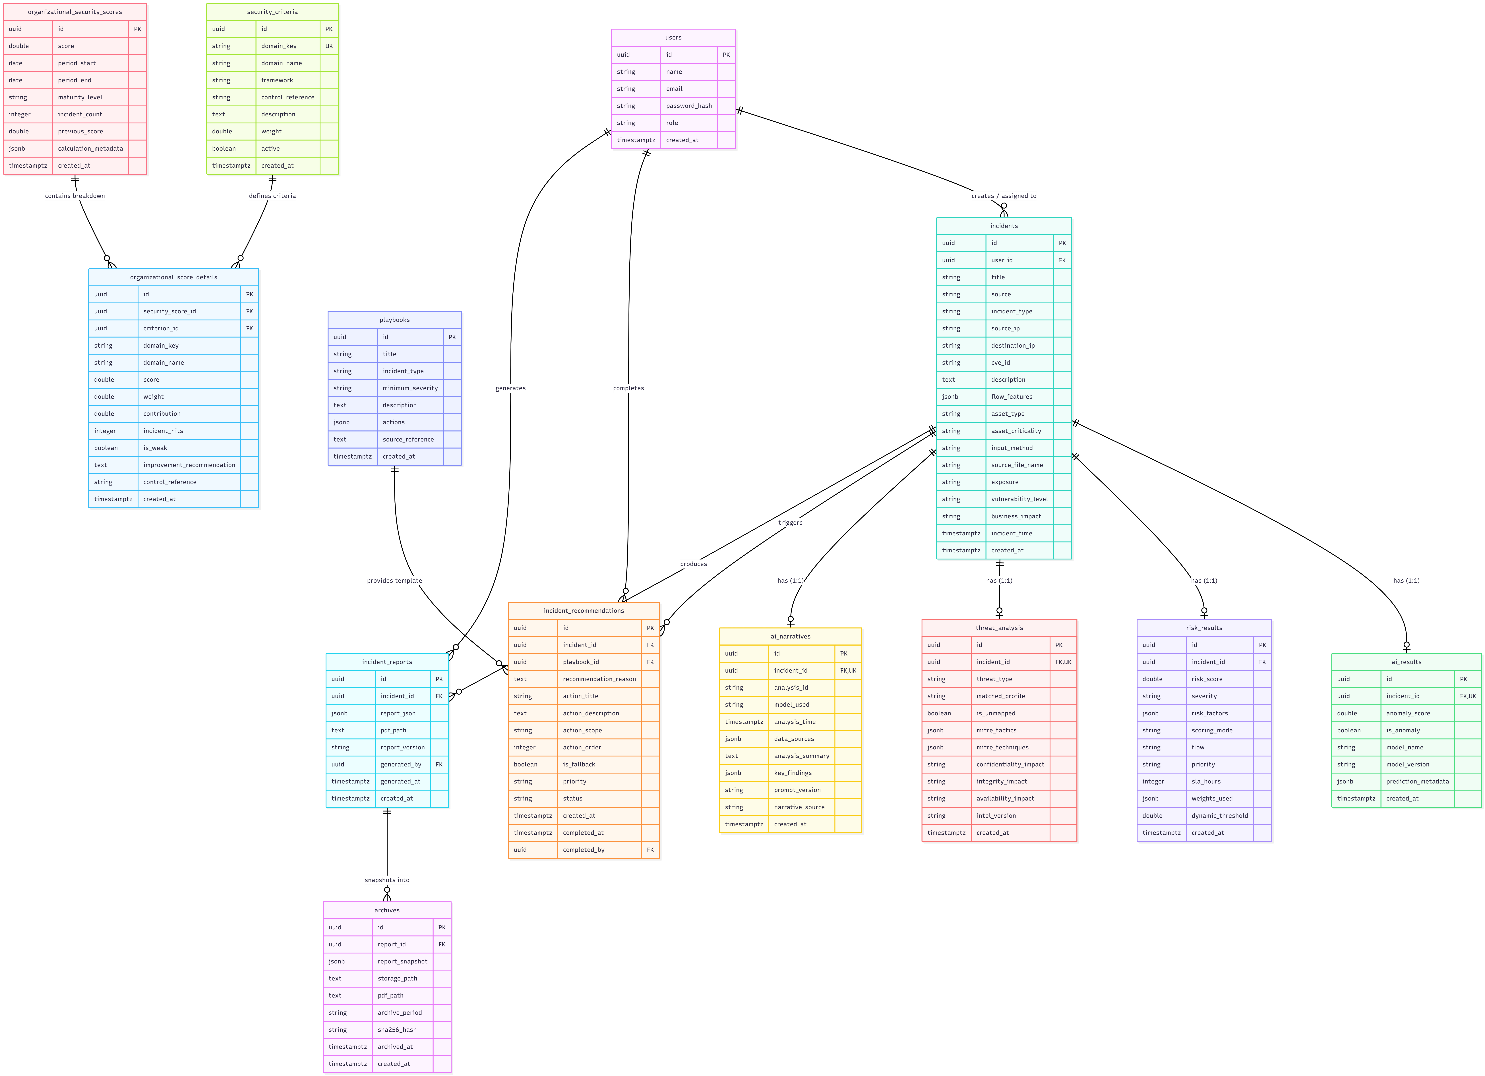 organizational_security_scores
uuid id PK
double score
date period_start
date period_end
string maturity_level
integer incident_count
double previous_score
jsonb calculation_metadata
timestamptz created_at
security_criteria
uuid id PK
string domain_key UK
string domain_name
string framework
string control_reference
text description
double weight
boolean active
timestamptz created_at
users
uuid id PK
string name
string email
string password_hash
string role
timestamptz created_at
contains breakdown
defines criteria
creates / assigned to
incidents
uuid id PK
uuid user_id FK
string title
string source
string incident_type
string source_ip
string destination_ip
string cve_id
text description
jsonb flow_features
string asset_type
string asset_criticality
string input_method
string source_file_name
string exposure
string vulnerability_level
string business_impact
timestamptz incident_time
timestamptz created_at
organizational_score_details
uuid id PK
uuid security_score_id FK
uuid criterion_id FK
string domain_key
string domain_name
double score
double weight
double contribution
integer incident_hits
boolean is_weak
text improvement_recommendation
string control_reference
timestamptz created_at
playbooks
uuid id PK
string title
string incident_type
string minimum_severity
text description
jsonb actions
text source_reference
timestamptz created_at
generates
completes
triggers
produces
provides template
has (1:1)
has (1:1)
has (1:1)
has (1:1)
incident_recommendations
uuid id PK
uuid incident_id FK
uuid playbook_id FK
text recommendation_reason
string action_title
text action_description
string action_scope
integer action_order
boolean is_fallback
string priority
string status
timestamptz created_at
timestamptz completed_at
uuid completed_by FK
ai_narratives
uuid id PK
uuid incident_id FK,UK
string analysis_id
string model_used
timestamptz analysis_time
jsonb data_sources
text analysis_summary
jsonb key_findings
string prompt_version
string narrative_source
timestamptz created_at
threat_analysis
uuid id PK
uuid incident_id FK,UK
string threat_type
string matched_profile
boolean is_unmapped
jsonb mitre_tactics
jsonb mitre_techniques
string confidentiality_impact
string integrity_impact
string availability_impact
string intel_version
timestamptz created_at
risk_results
uuid id PK
uuid incident_id FK
double risk_score
string severity
jsonb risk_factors
string scoring_mode
string flow
string priority
integer sla_hours
jsonb weights_used
double dynamic_threshold
timestamptz created_at
ai_results
uuid id PK
uuid incident_id FK,UK
double anomaly_score
boolean is_anomaly
string model_name
string model_version
jsonb prediction_metadata
timestamptz created_at
incident_reports
uuid id PK
uuid incident_id FK
jsonb report_json
text pdf_path
string report_version
uuid generated_by FK
timestamptz generated_at
timestamptz created_at
snapshots into
archives
uuid id PK
uuid report_id FK
jsonb report_snapshot
text storage_path
text pdf_path
string archive_period
string sha256_hash
timestamptz archived_at
timestamptz created_at